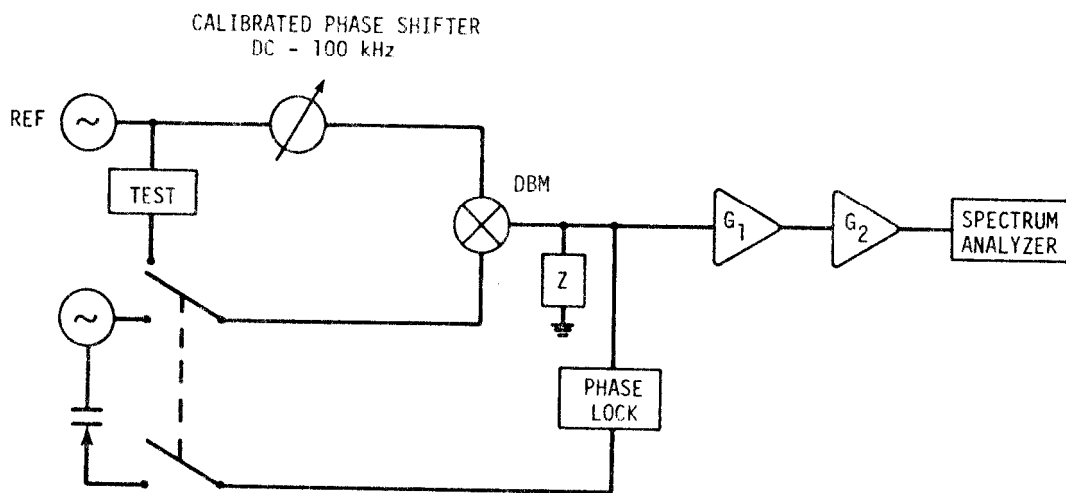 CALIBRATED PHASE SHIFTER
DC - 100 kHz
REF
TEST
DBM
G1
G2
SPECTRUM
ANALYZER
Z
PHASE
LOCK